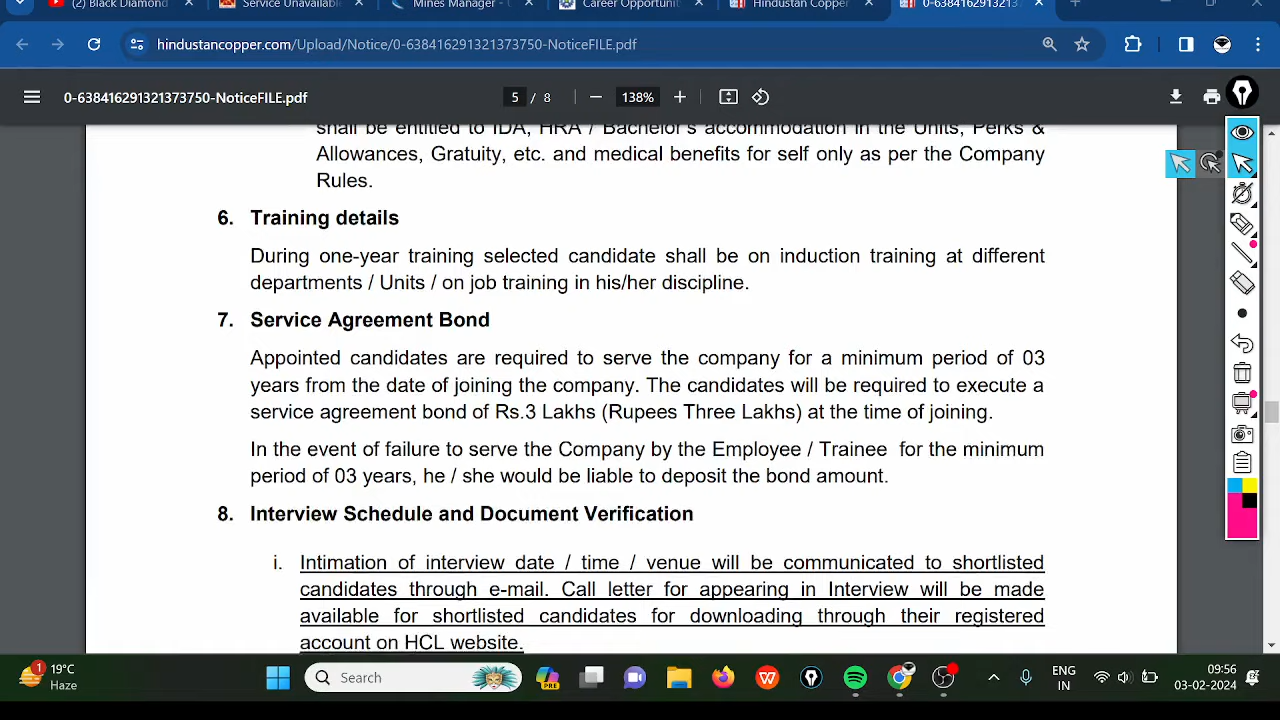 (2) Black Diamond
Service Unavailable
Mines Manager - C
Career Opportuni
Hindustan Copper
0-6384162913213
hindustancopper.com/Upload/Notice/0-638416291321373750-NoticeFILE.pdf
0-638416291321373750-NoticeFILE.pdf
5 / 8
138%
shall be entitled to IDA, HRA / Bachelor's accommodation in the Units, Perks &
Allowances, Gratuity, etc. and medical benefits for self only as per the Company
Rules.
6. Training details
During one-year training selected candidate shall be on induction training at different
departments / Units / on job training in his/her discipline.
7. Service Agreement Bond
Appointed candidates are required to serve the company for a minimum period of 03
years from the date of joining the company. The candidates will be required to execute a
service agreement bond of Rs.3 Lakhs (Rupees Three Lakhs) at the time of joining.
In the event of failure to serve the Company by the Employee / Trainee for the minimum
period of 03 years, he / she would be liable to deposit the bond amount.
8. Interview Schedule and Document Verification
i. Intimation of interview date / time / venue will be communicated to shortlisted
candidates through e-mail. Call letter for appearing in Interview will be made
available for shortlisted candidates for downloading through their registered
account on HCL website.
1
19°C
Haze
Search
PRE
ENG
IN
09:56
03-02-2024